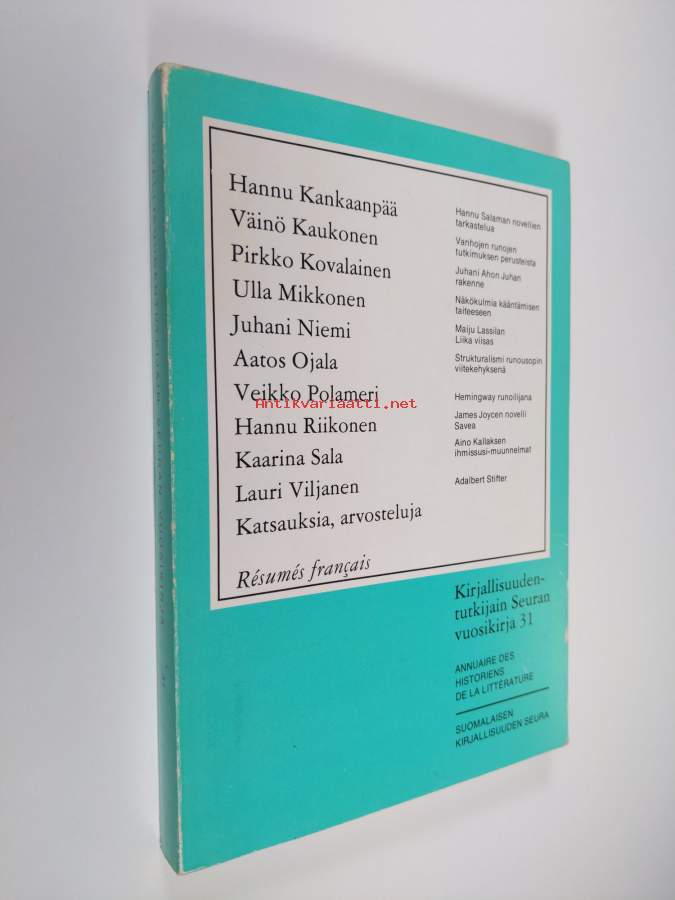 Hannu Kankaanpää
Väinö Kaukonen
Pirkko Kovalainen
Ulla Mikkonen
Juhani Niemi
Aatos Ojala
Veikko Polameri
Hannu Riikonen
Kaarina Sala
Lauri Viljanen
Katsauksia, arvosteluja
Résumés français
Hannu Salaman novellien
tarkastelua
Vanhojen runojen
tutkimuksen perusteista
Juhani Ahon Juhan
rakenne
Näkökulmia kääntämisen
taiteeseen
Maiju Lassilan
Liika viisas
Strukturalismi runousopin
viitekehyksenä
Hemingway runoilijana
James Joycen novelli
Savea
Aino Kallaksen
ihmissusi-muunnelmat
Adalbert Stifter
Antikvariaatti.net
Kirjallisuuden-
tutkijain Seuran
vuosikirja 31
ANNUAIRE DES
HISTORIENS
DE LA LITTÉRATURE
SUOMALAISEN
KIRJALLISUUDEN SEURA